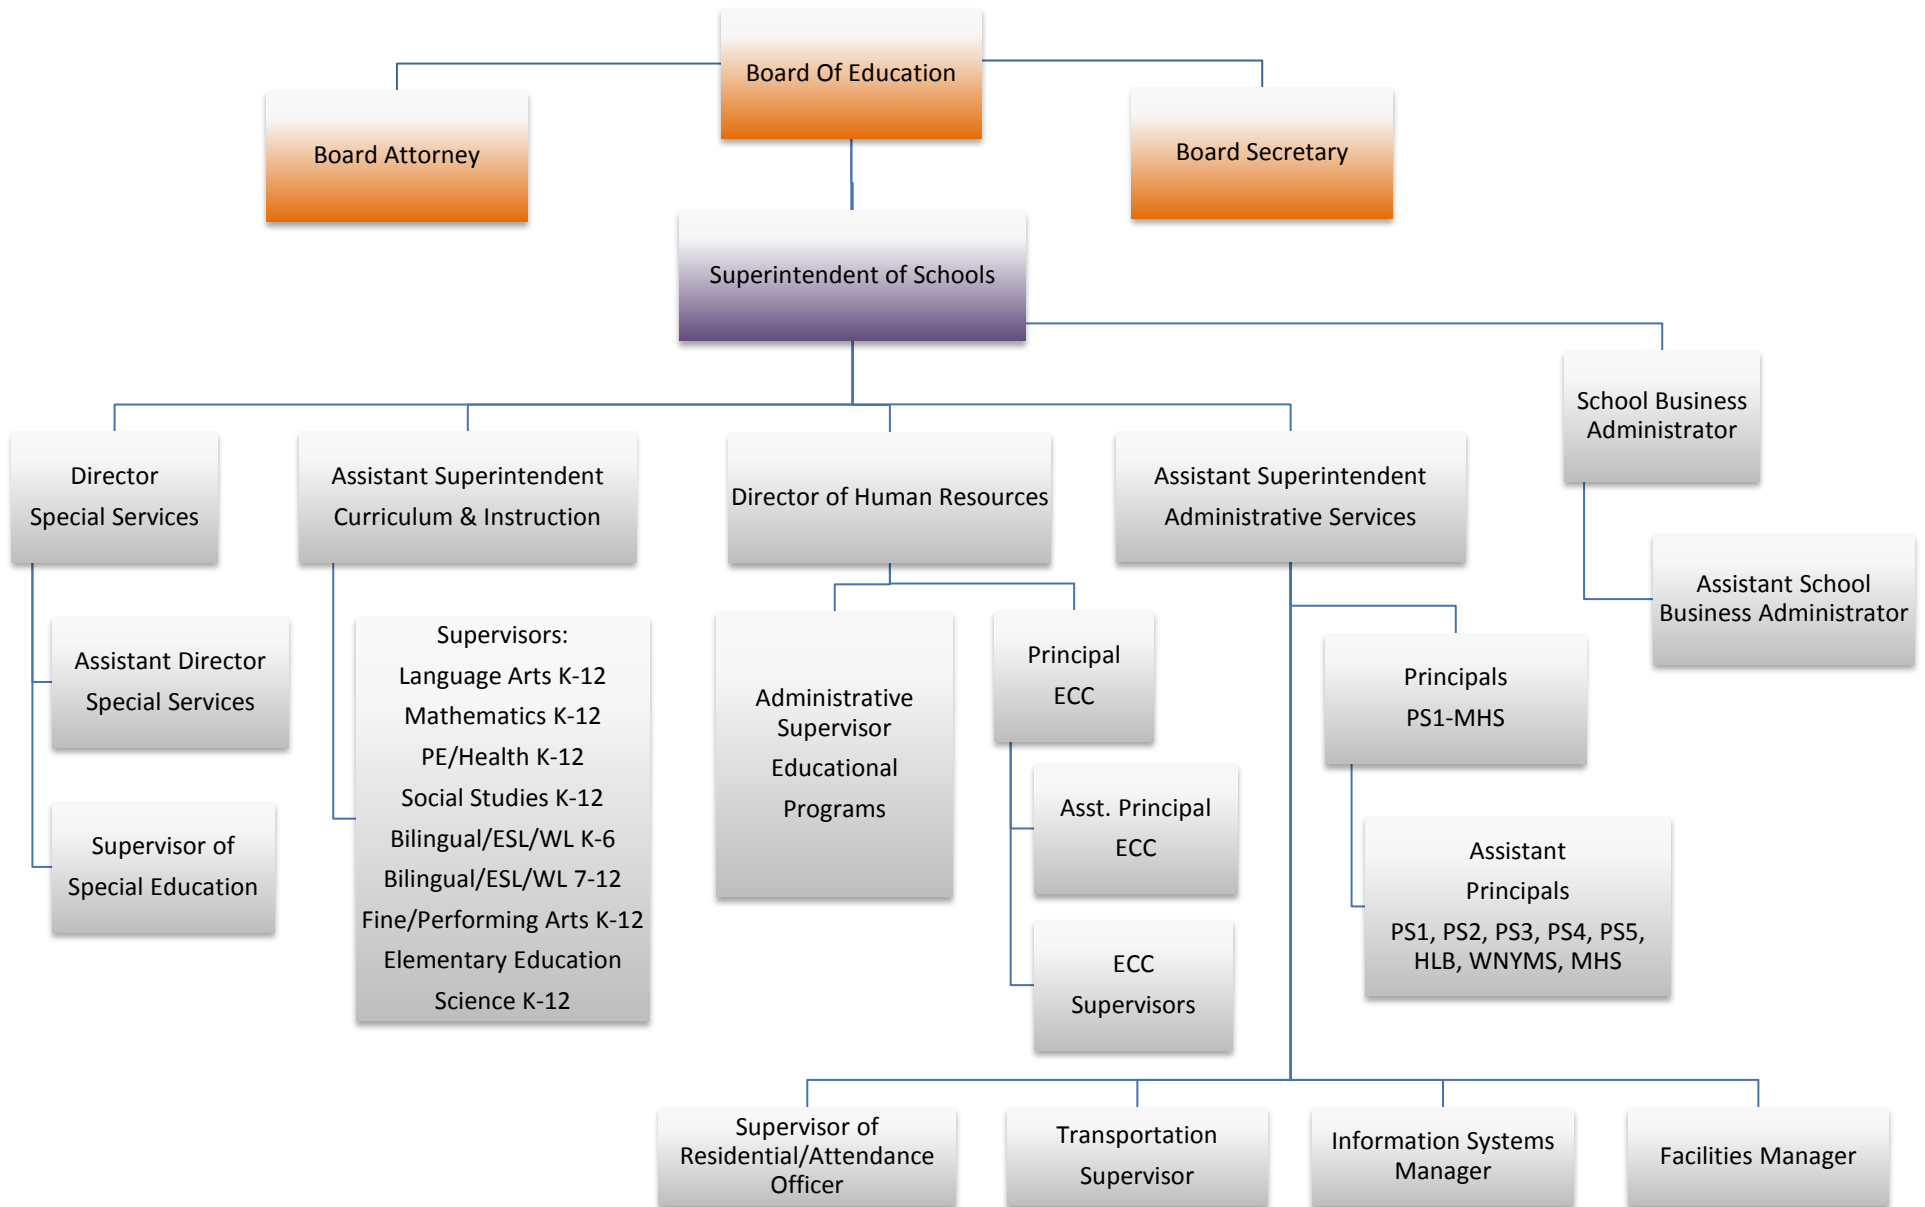 Board Of Education
Board Attorney
Board Secretary
Superintendent of Schools
School Business
Administrator
Director
Special Services
Assistant Superintendent
Curriculum & Instruction
Director of Human Resources
Assistant Superintendent
Administrative Services
Assistant School
Business Administrator
Assistant Director
Special Services
Supervisor of
Special Education
Supervisors:
Language Arts K-12
Mathematics K-12
PE/Health K-12
Social Studies K-12
Bilingual/ESL/WL K-6
Bilingual/ESL/WL 7-12
Fine/Performing Arts K-12
Elementary Education
Science K-12
Administrative
Supervisor
Educational
Programs
Principal
ECC
Asst. Principal
ECC
ECC
Supervisors
Principals
PS1-MHS
Assistant
Principals
PS1, PS2, PS3, PS4, PS5,
HLB, WNYMS, MHS
Supervisor of
Residential/Attendance
Officer
Transportation
Supervisor
Information Systems
Manager
Facilities Manager